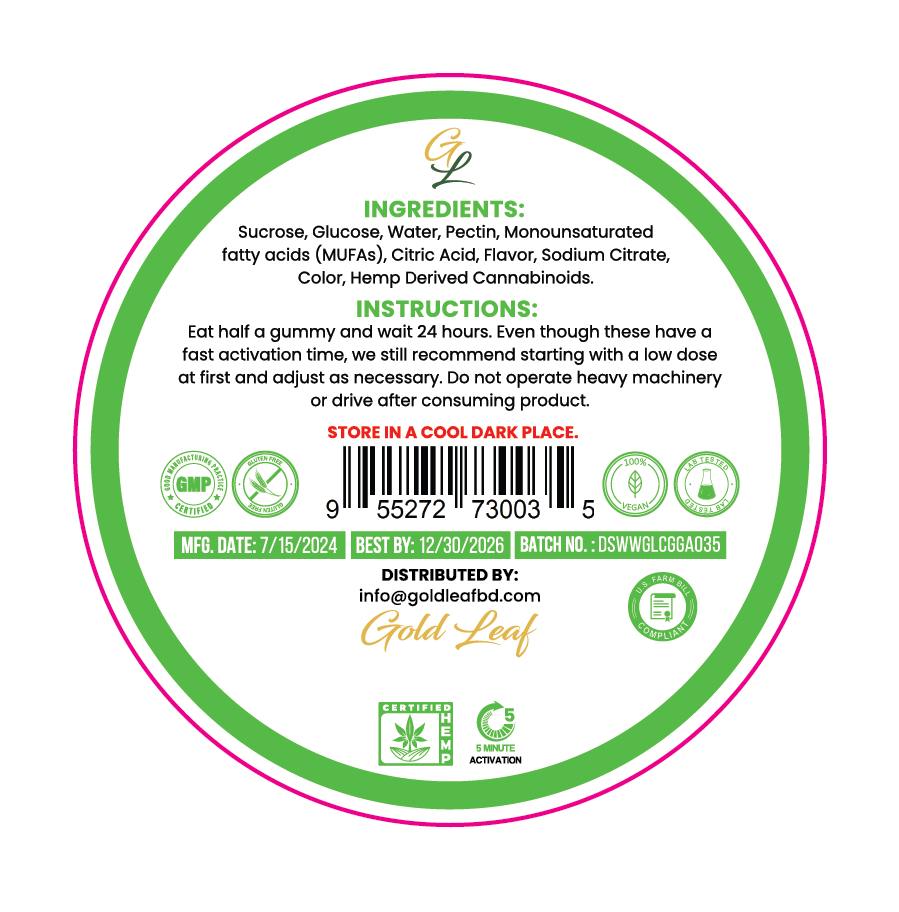 GL
INGREDIENTS:
Sucrose, Glucose, Water, Pectin, Monounsaturated
fatty acids (MUFAs), Citric Acid, Flavor, Sodium Citrate,
Color, Hemp Derived Cannabinoids.
INSTRUCTIONS:
Eat half a gummy and wait 24 hours. Even though these have a
fast activation time, we still recommend starting with a low dose
at first and adjust as necessary. Do not operate heavy machinery
or drive after consuming product.
STORE IN A COOL DARK PLACE.
GOOD MANUFACTURING PRACTICE
GMP
CERTIFIED
GLUTEN FREE
GLUTEN FREE
9 55272 73003 5
100%
VEGAN
LAB TESTED
LAB TESTED
MFG. DATE: 7/15/2024
BEST BY: 12/30/2026
BATCH NO. : DSWWGLCGGA035
DISTRIBUTED BY:
info@goldleafbd.com
Gold Leaf
U.S. FARM BILL
COMPLIANT
CERTIFIED
HEMP
5
5 MINUTE
ACTIVATION